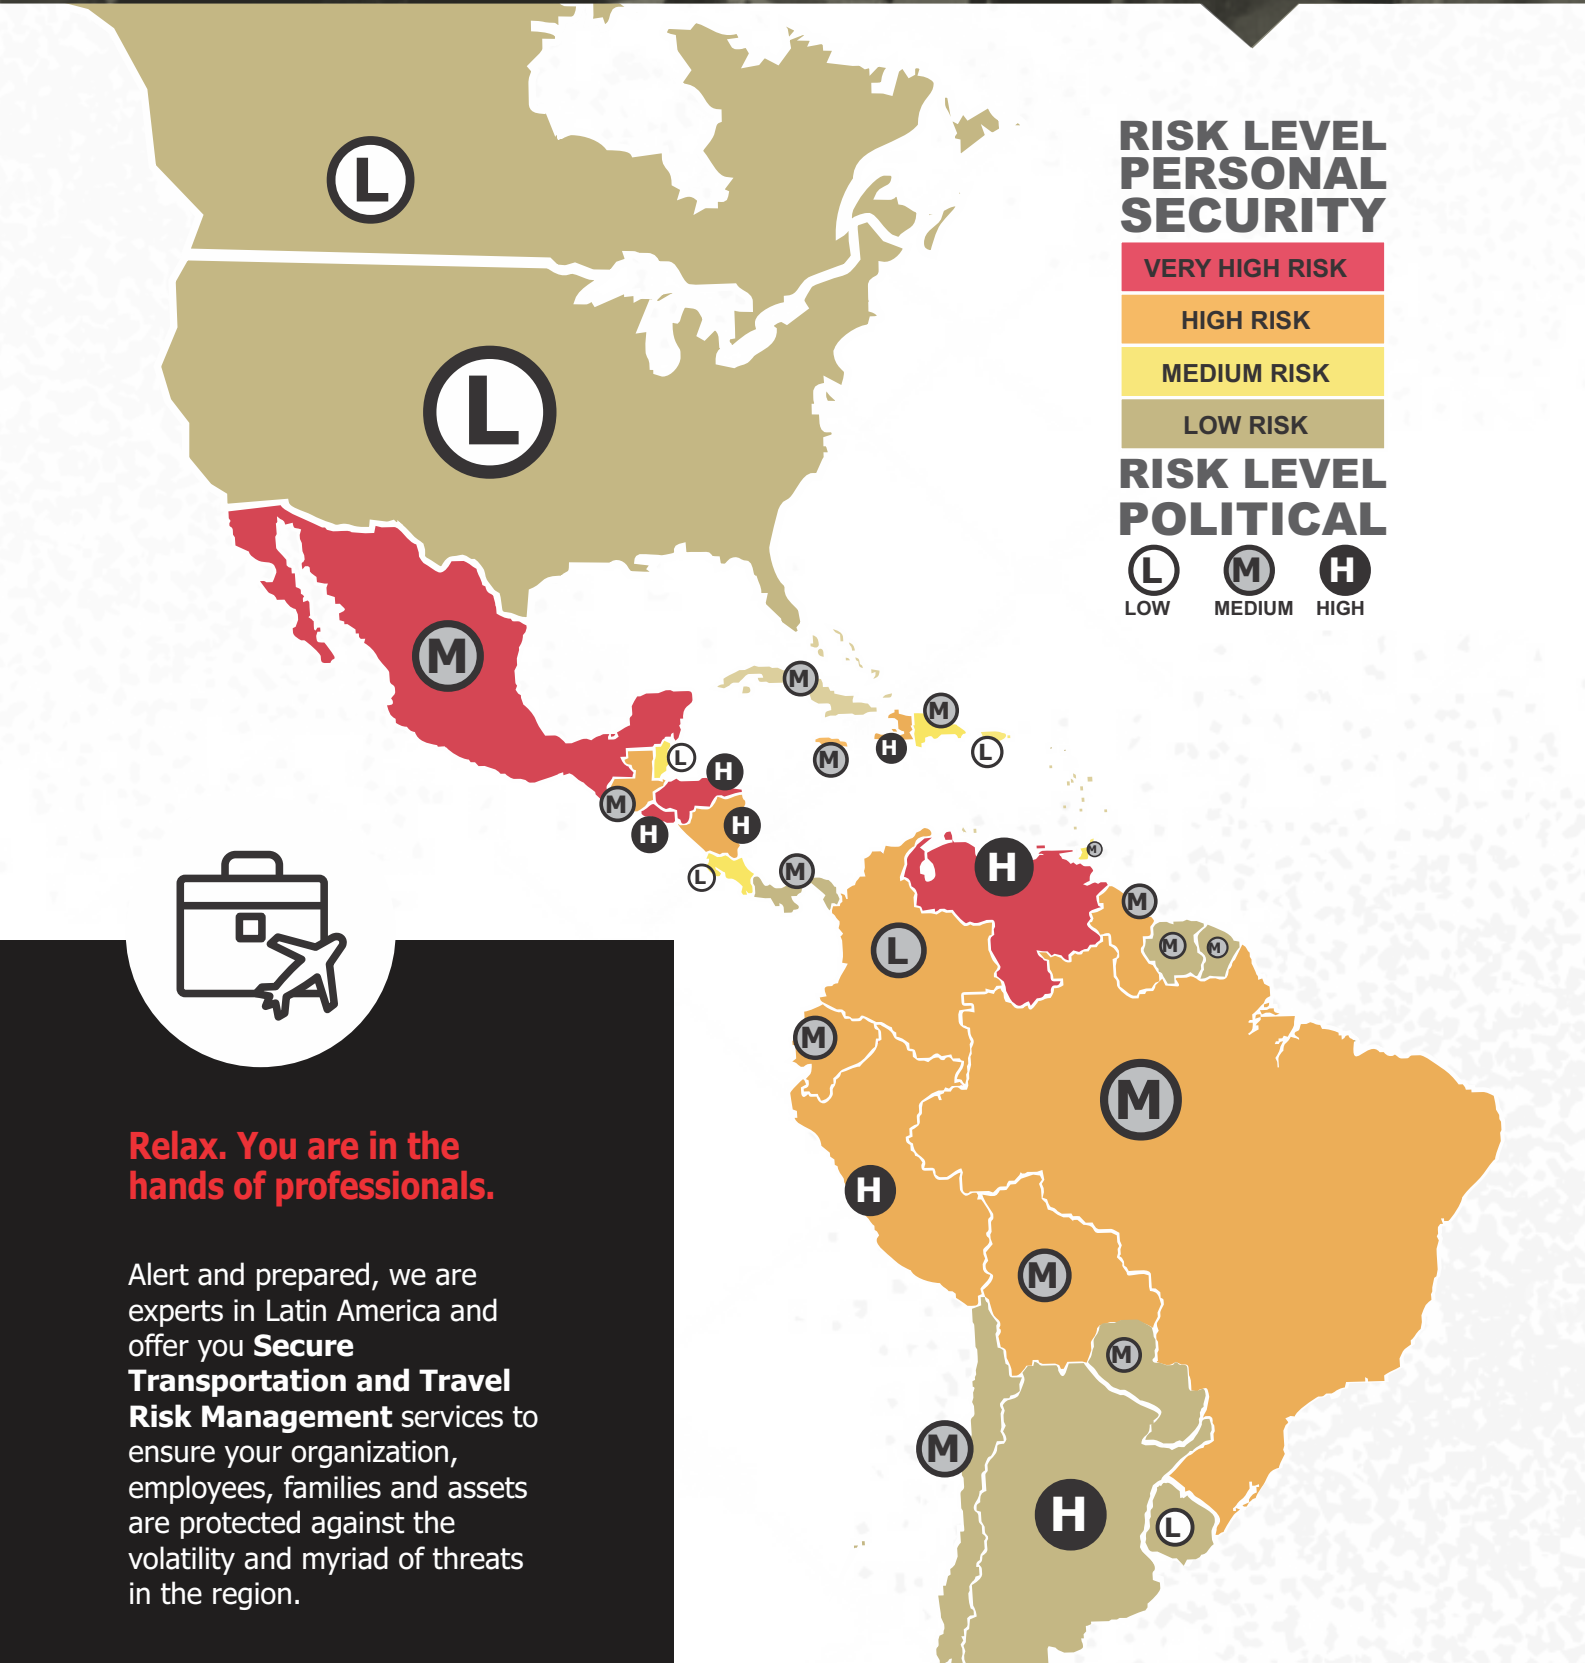 L
L
RISK LEVEL
PERSONAL
SECURITY
VERY HIGH RISK
HIGH RISK
MEDIUM RISK
LOW RISK
RISK LEVEL
POLITICAL
L M H
LOW MEDIUM HIGH
M
M
M
M
H
L
L
H
M
H
H
L
M
H
M
M
L
M
M
M
M
H
M
M
M
H
L
Relax. You are in the
hands of professionals.
Alert and prepared, we are
experts in Latin America and
offer you Secure
Transportation and Travel
Risk Management services to
ensure your organization,
employees, families and assets
are protected against the
volatility and myriad of threats
in the region.